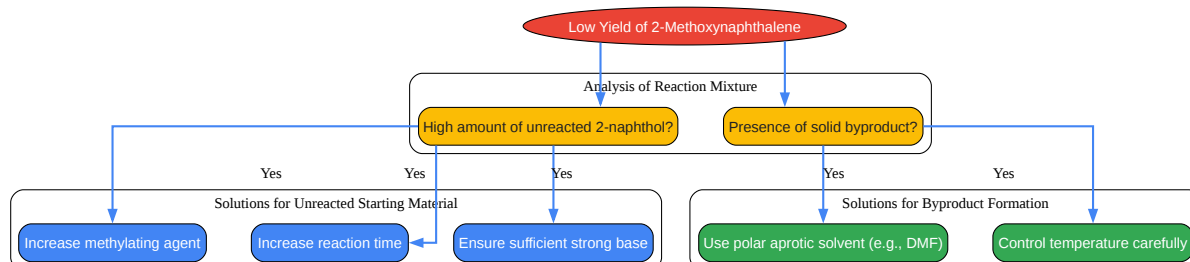 Low Yield of 2-Methoxynaphthalene
Analysis of Reaction Mixture
High amount of unreacted 2-naphthol?
Presence of solid byproduct?
Yes
Yes
Yes
Yes
Yes
Solutions for Unreacted Starting Material
Solutions for Byproduct Formation
Increase methylating agent
Increase reaction time
Ensure sufficient strong base
Use polar aprotic solvent (e.g., DMF)
Control temperature carefully